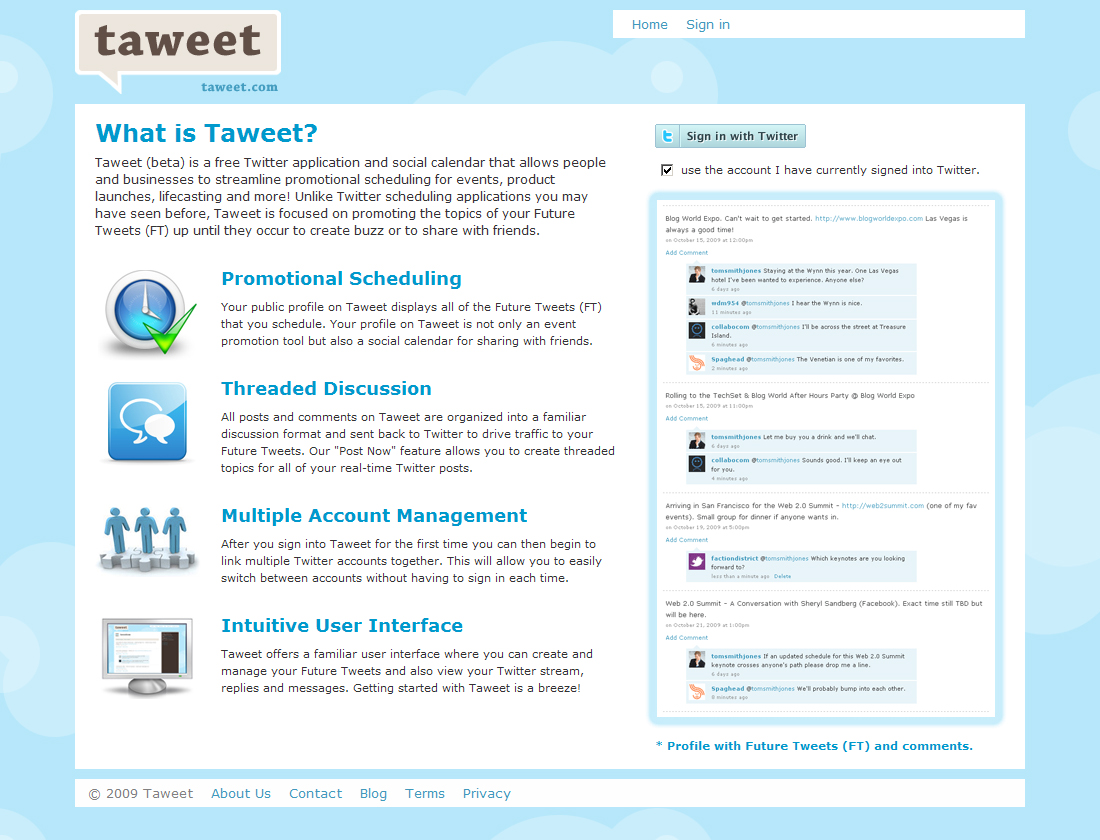 taweet
taweet.com
Home Sign in
What is Taweet?
Taweet (beta) is a free Twitter application and social calendar that allows people
and businesses to streamline promotional scheduling for events, product
launches, lifecasting and more! Unlike Twitter scheduling applications you may
have seen before, Taweet is focused on promoting the topics of your Future
Tweets (FT) up until they occur to create buzz or to share with friends.
Promotional Scheduling
Your public profile on Taweet displays all of the Future Tweets (FT)
that you schedule. Your profile on Taweet is not only an event
promotion tool but also a social calendar for sharing with friends.
Threaded Discussion
All posts and comments on Taweet are organized into a familiar
discussion format and sent back to Twitter to drive traffic to your
Future Tweets. Our "Post Now" feature allows you to create threaded
topics for all of your real-time Twitter posts.
Multiple Account Management
After you sign into Taweet for the first time you can then begin to
link multiple Twitter accounts together. This will allow you to easily
switch between accounts without having to sign in each time.
Intuitive User Interface
Taweet offers a familiar user interface where you can create and
manage your Future Tweets and also view your Twitter stream,
replies and messages. Getting started with Taweet is a breeze!
Sign in with Twitter
use the account I have currently signed into Twitter.
Blog World Expo. Can't wait to get started. http://www.blogworldexpo.com Las Vegas is
always a good time!
on October 15, 2009 at 12:00pm
Add Comment
tomsmithjones Staying at the Wynn this year. One Las Vegas
hotel I've been wanted to experience. Anyone else?
6 days ago
wdm954 @tomsmithjones I hear the Wynn is nice.
11 minutes ago
collabocom @tomsmithjones I'll be across the street at Treasure
Island.
6 minutes ago
Spaghead @tomsmithjones The Venetian is one of my favorites.
2 minutes ago
Rolling to the TechSet & Blog World After Hours Party @ Blog World Expo
on October 15, 2009 at 11:00pm
Add Comment
tomsmithjones Let me buy you a drink and we'll chat.
6 days ago
collabocom @tomsmithjones Sounds good. I'll keep an eye out
for you.
4 minutes ago
Arriving in San Francisco for the Web 2.0 Summit - http://web2summit.com (one of my fav
events). Small group for dinner if anyone wants in.
on October 19, 2009 at 5:00pm
Add Comment
factiondistrict @tomsmithjones Which keynotes are you looking
forward to?
less than a minute ago Delete
Web 2.0 Summit - A Conversation with Sheryl Sandberg (Facebook). Exact time still TBD but
will be here.
on October 21, 2009 at 1:00pm
Add Comment
tomsmithjones If an updated schedule for this Web 2.0 Summit
keynote crosses anyone's path please drop me a line.
6 days ago
Spaghead @tomsmithjones We'll probably bump into each other.
8 minutes ago
* Profile with Future Tweets (FT) and comments.
© 2009 Taweet About Us Contact Blog Terms Privacy